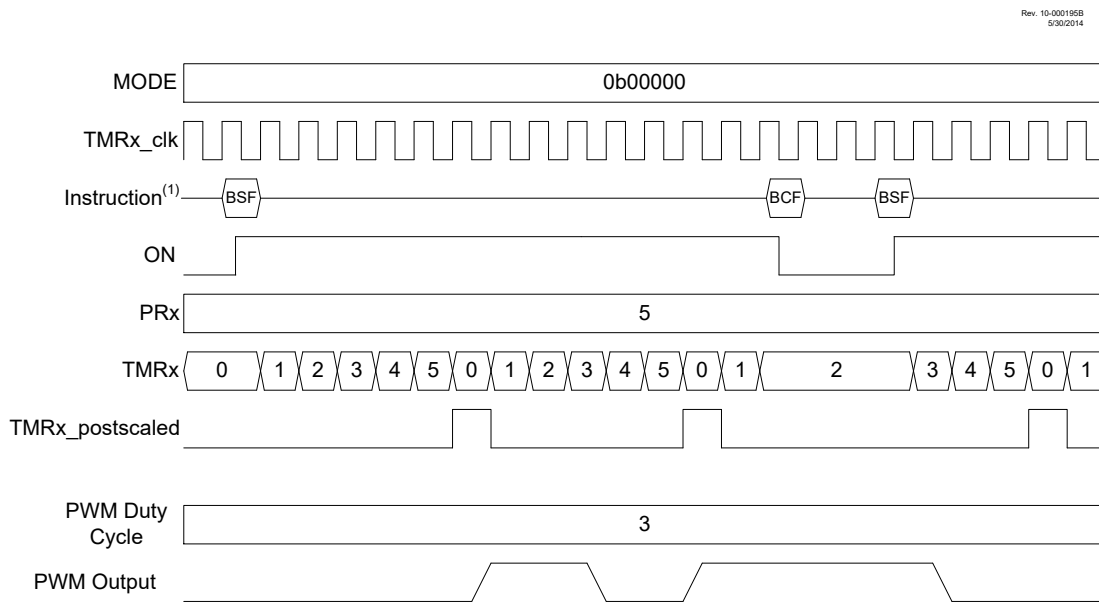 Rev. 10-000195B
5/30/2014
MODE 0b00000
TMRx_clk
Instruction(1) BSF BCF BSF
ON
PRx 5
TMRx 0 1 2 3 4 5 0 1 2 3 4 5 0 1 2 3 4 5 0 1
TMRx_postscaled
PWM Duty
Cycle 3
PWM Output